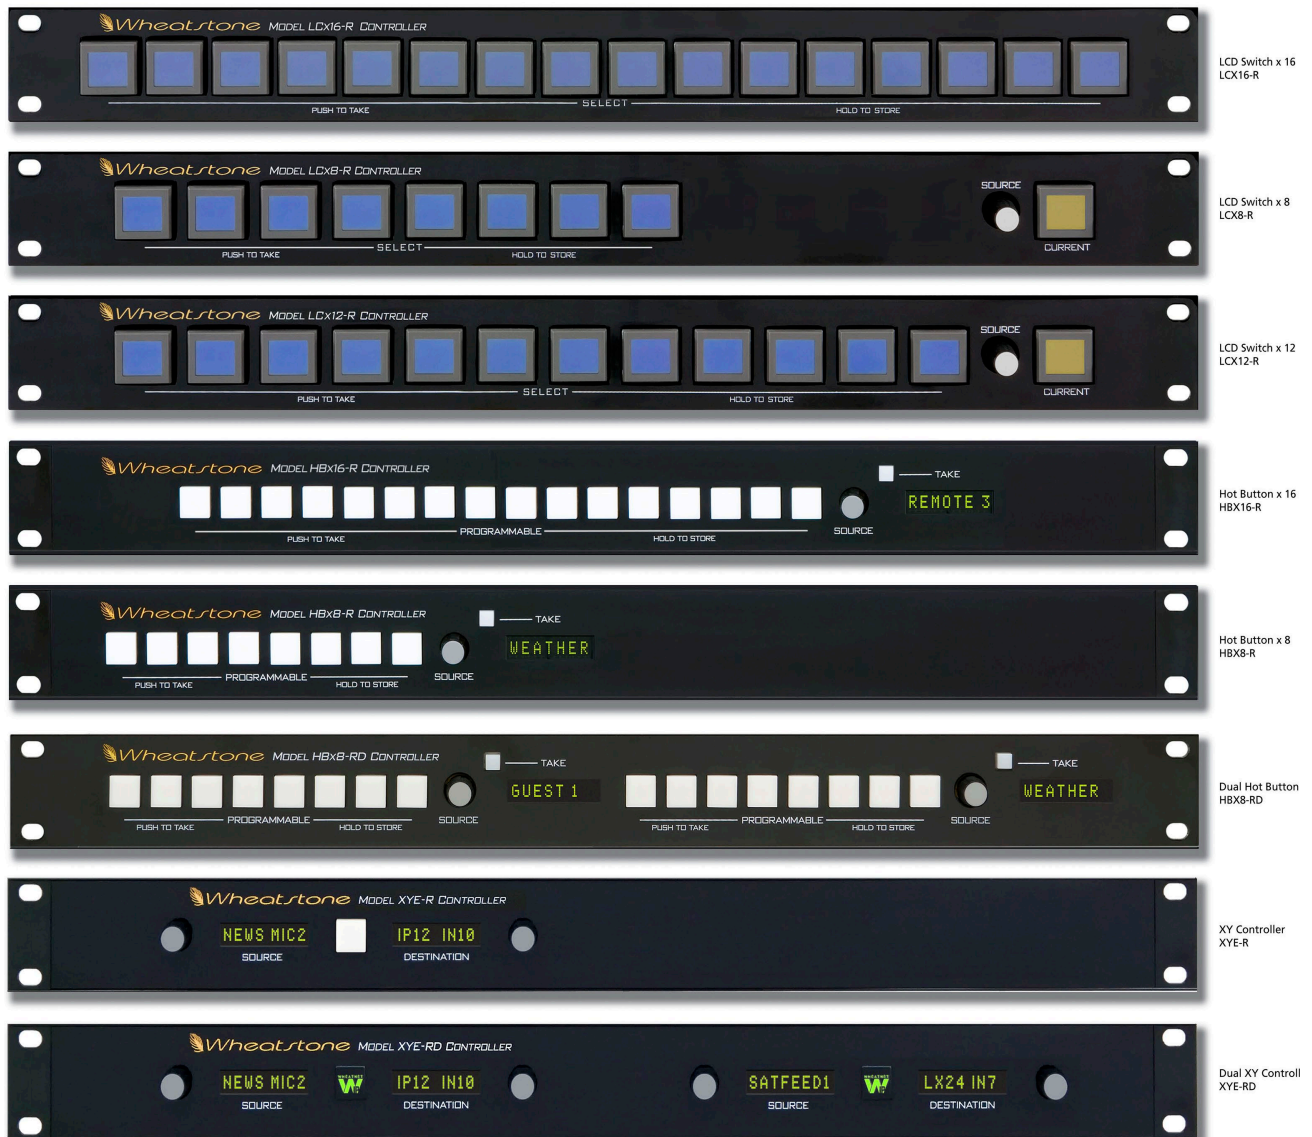 Wheatstone MODEL LCX16-R CONTROLLER
SELECT
PUSH TO TAKE HOLD TO STORE
LCD Switch x 16
LCX16-R
Wheatstone MODEL LCX8-R CONTROLLER
SOURCE
SELECT
PUSH TO TAKE HOLD TO STORE
CURRENT
LCD Switch x 8
LCX8-R
Wheatstone MODEL LCX12-R CONTROLLER
SOURCE
SELECT
PUSH TO TAKE HOLD TO STORE
CURRENT
LCD Switch x 12
LCX12-R
Wheatstone MODEL HBX16-R CONTROLLER
TAKE
REMOTE 3
PROGRAMMABLE
PUSH TO TAKE HOLD TO STORE
SOURCE
Hot Button x 16
HBX16-R
Wheatstone MODEL HBX8-R CONTROLLER
TAKE
WEATHER
PROGRAMMABLE
PUSH TO TAKE HOLD TO STORE
SOURCE
Hot Button x 8
HBX8-R
Wheatstone MODEL HBX8-RD CONTROLLER
TAKE TAKE
GUEST 1 WEATHER
PROGRAMMABLE SOURCE PROGRAMMABLE SOURCE
PUSH TO TAKE HOLD TO STORE PUSH TO TAKE HOLD TO STORE
Dual Hot Button
HBX8-RD
Wheatstone MODEL XYE-R CONTROLLER
NEWS MIC2 IP12 IN10
SOURCE DESTINATION
XY Controller
XYE-R
Wheatstone MODEL XYE-RD CONTROLLER
NEWS MIC2 WHEATNET W IP12 IN10 SATFEED1 WHEATNET W LX24 IN7
SOURCE DESTINATION SOURCE DESTINATION
Dual XY Controll
XYE-RD